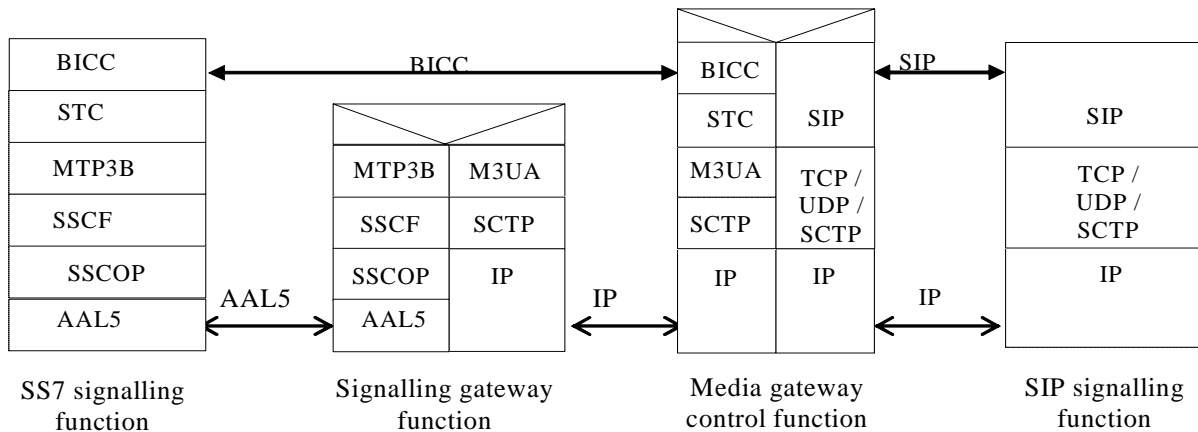 BICC
STC
MTP3B
SSCF
SSCOP
AAL5
BICC
AAL5
MTP3B
SSCF
SSCOP
AAL5
M3UA
SCTP
IP
IP
BICC
STC
M3UA
SCTP
IP
SIP
TCP /
UDP /
SCTP
IP
SIP
IP
SIP
TCP /
UDP /
SCTP
IP
SS7 signalling
function
Signalling gateway
function
Media gateway
control function
SIP signalling
function